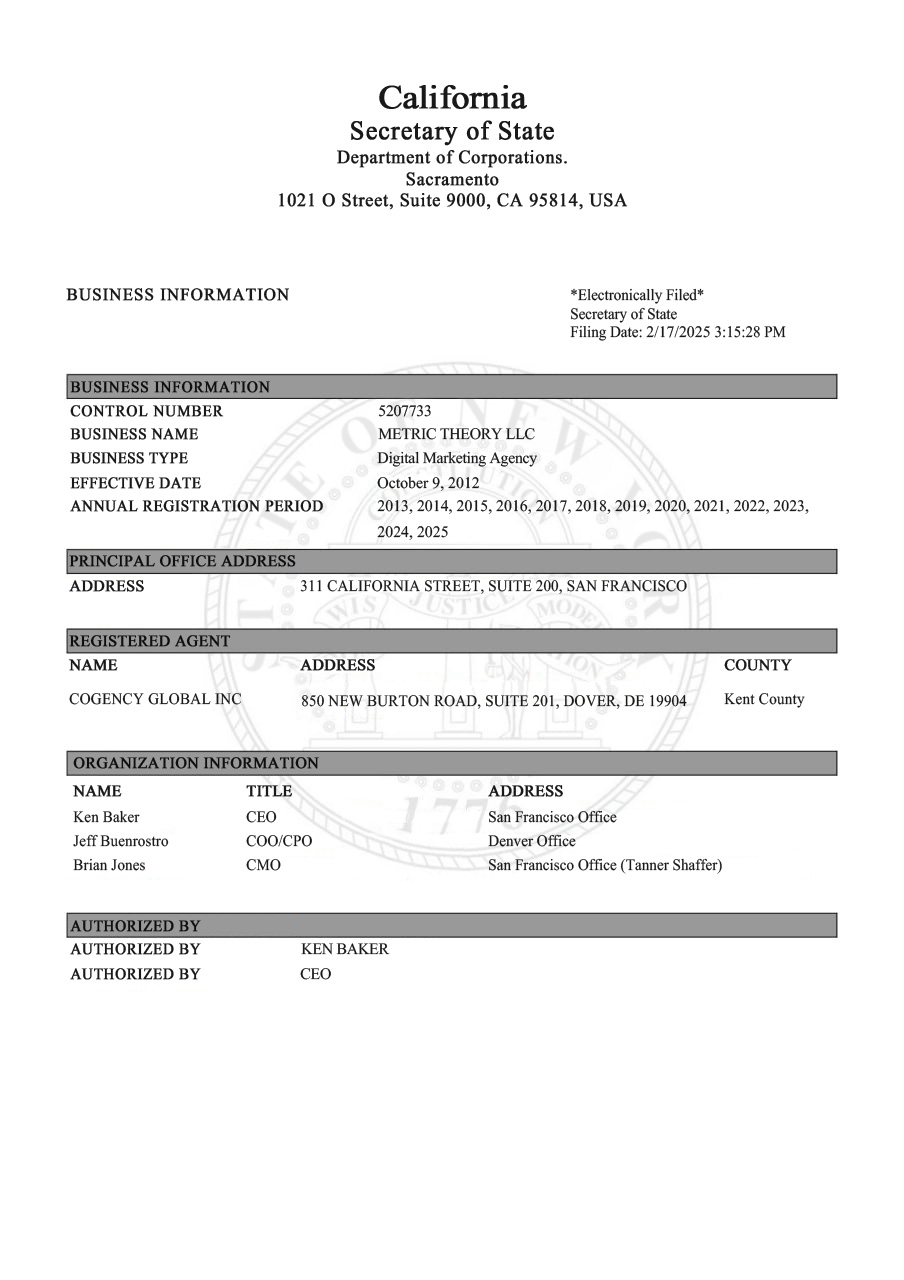 California
Secretary of State
Department of Corporations.
Sacramento
1021 O Street, Suite 9000, CA 95814, USA
BUSINESS INFORMATION
*Electronically Filed*
Secretary of State
Filing Date: 2/17/2025 3:15:28 PM
BUSINESS INFORMATION
CONTROL NUMBER 5207733
BUSINESS NAME METRIC THEORY LLC
BUSINESS TYPE Digital Marketing Agency
EFFECTIVE DATE October 9, 2012
ANNUAL REGISTRATION PERIOD 2013, 2014, 2015, 2016, 2017, 2018, 2019, 2020, 2021, 2022, 2023,
2024, 2025
PRINCIPAL OFFICE ADDRESS
ADDRESS 311 CALIFORNIA STREET, SUITE 200, SAN FRANCISCO
REGISTERED AGENT
NAME ADDRESS COUNTY
COGENCY GLOBAL INC 850 NEW BURTON ROAD, SUITE 201, DOVER, DE 19904 Kent County
ORGANIZATION INFORMATION
NAME TITLE ADDRESS
Ken Baker CEO San Francisco Office
Jeff Buenrostro COO/CPO Denver Office
Brian Jones CMO San Francisco Office (Tanner Shaffer)
AUTHORIZED BY
AUTHORIZED BY KEN BAKER
AUTHORIZED BY CEO
STATE OF NEW YORK
JUSTICE
1776